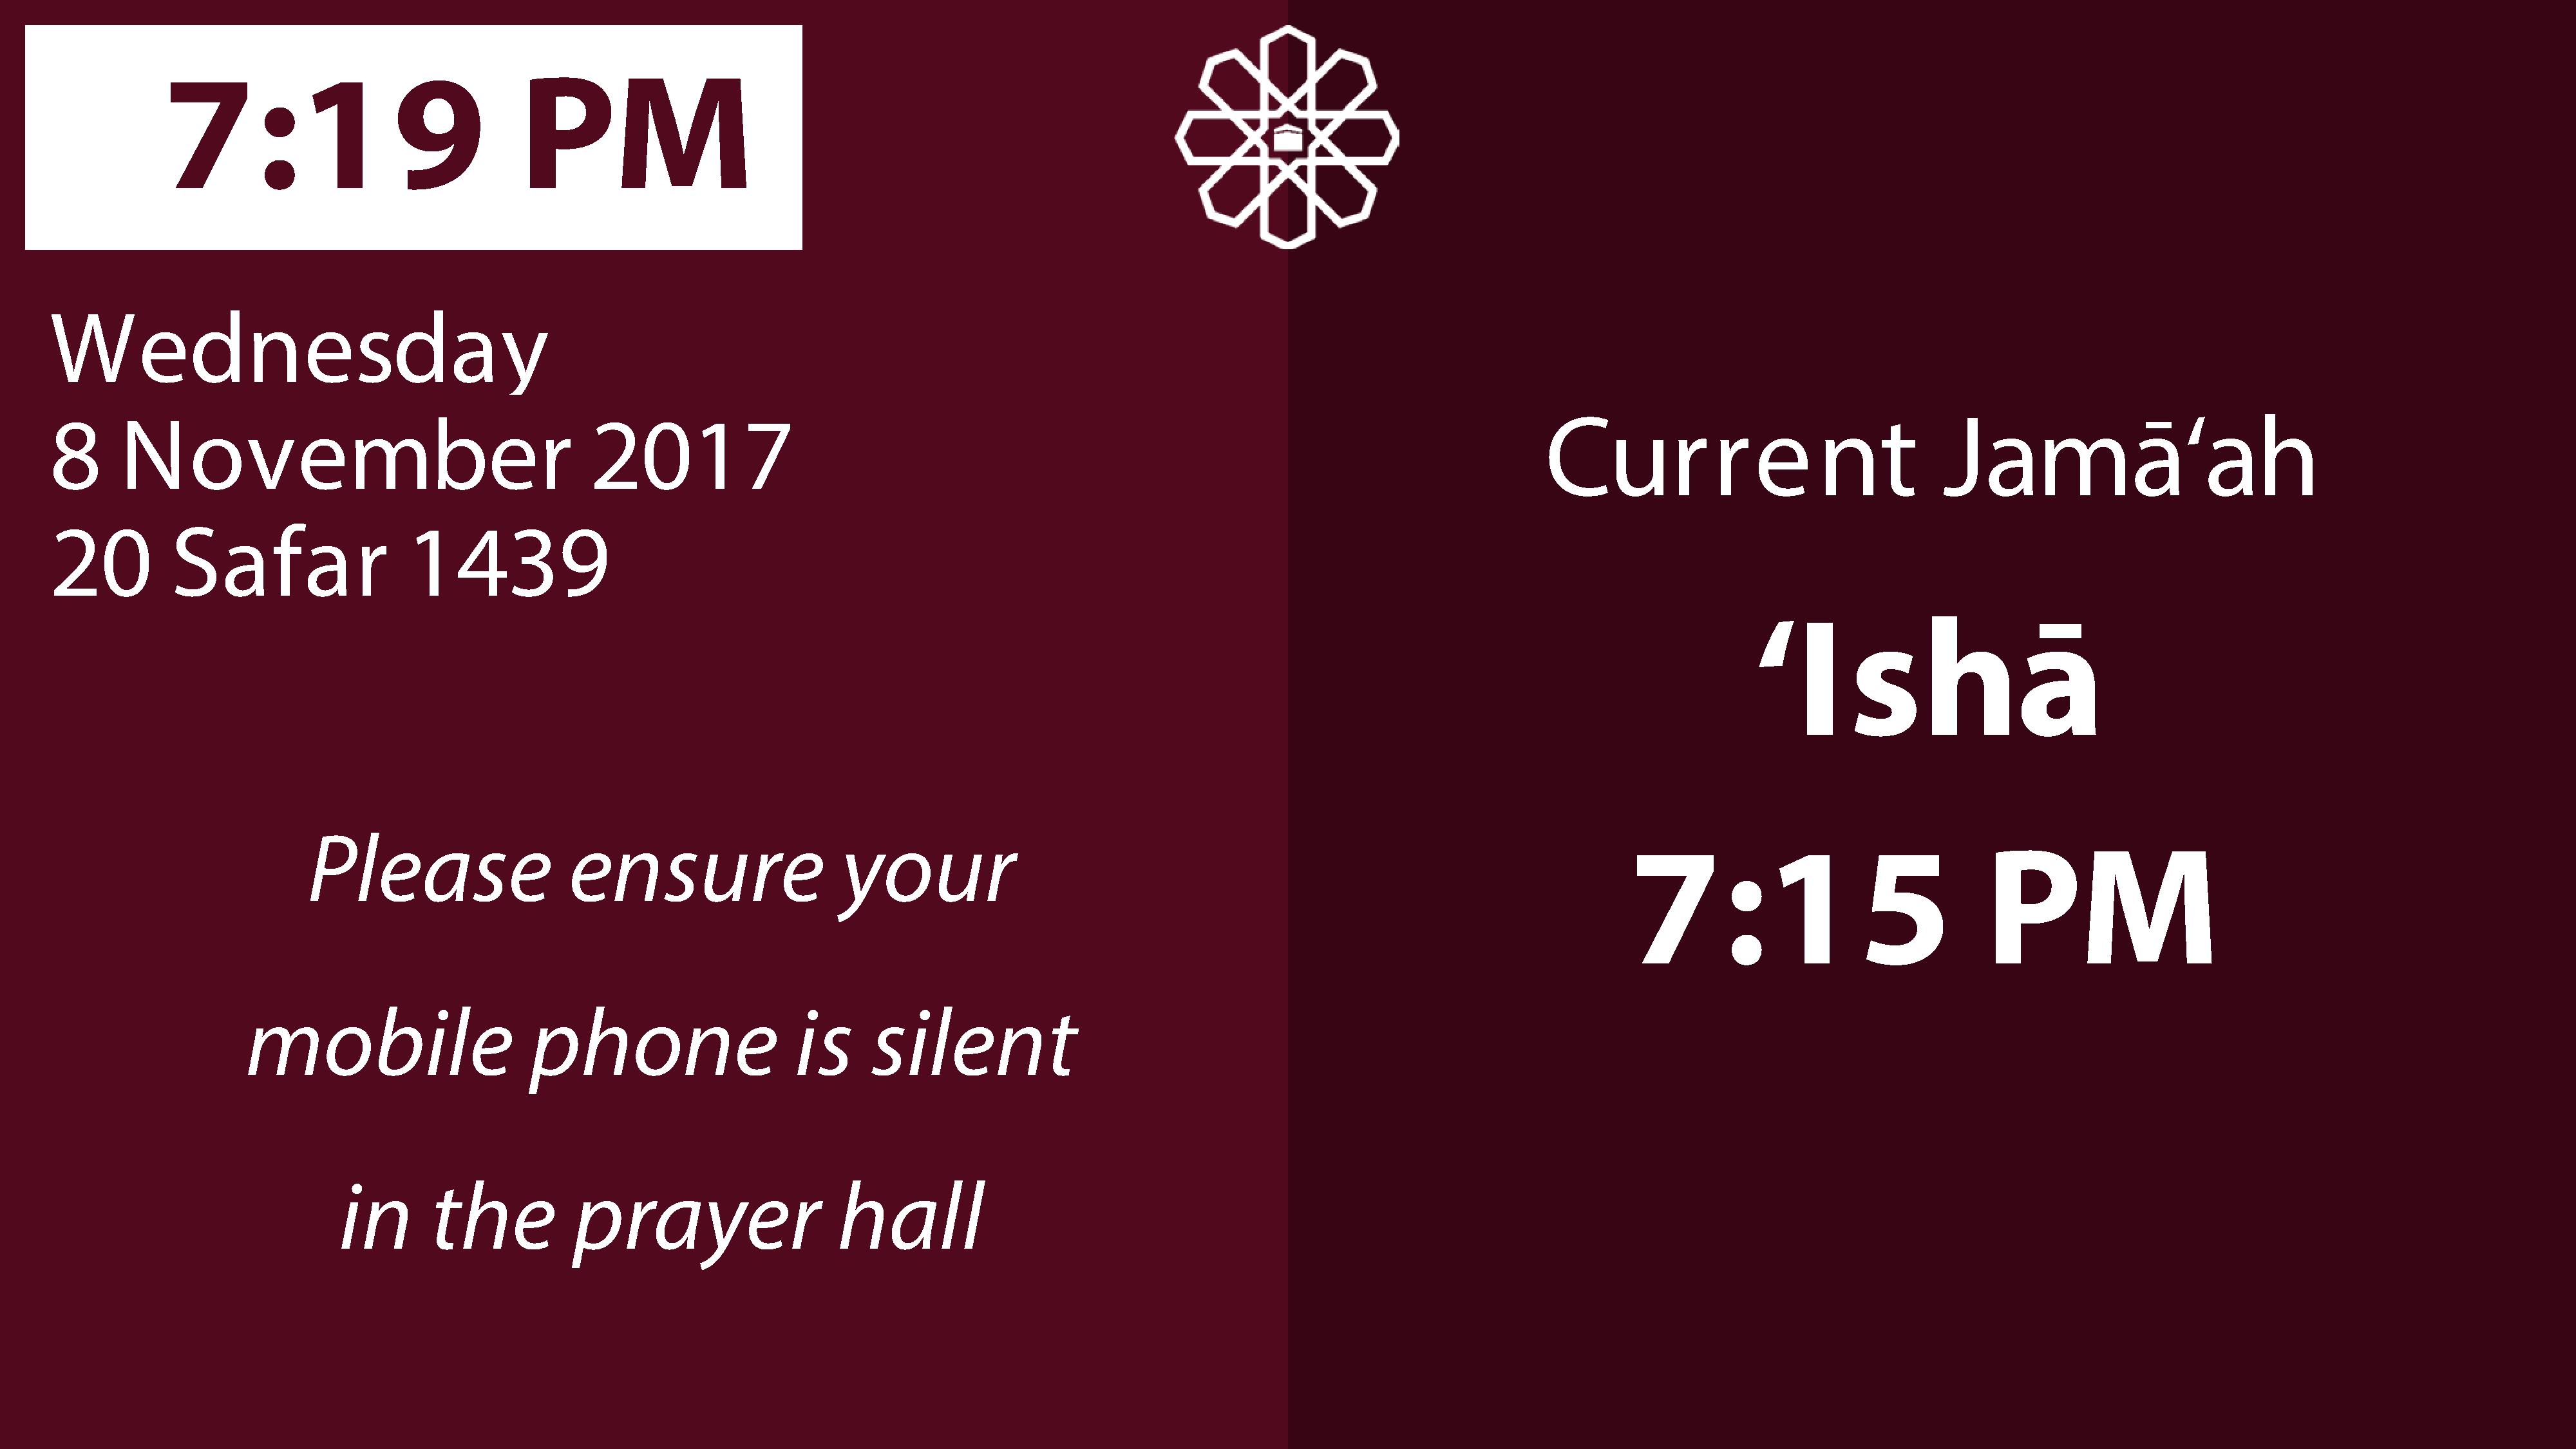 7:19 PM
Wednesday
8 November 2017
20 Safar 1439
Please ensure your
mobile phone is silent
in the prayer hall
Current Jamā‘ah
‘Ishā
7:15 PM